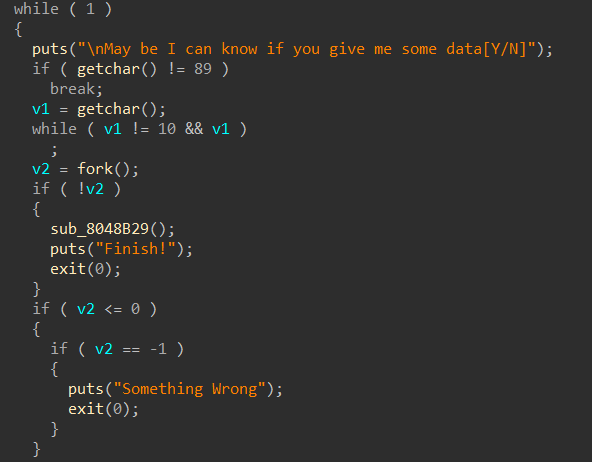 while ( 1 )
{
  puts("\nMay be I can know if you give me some data[Y/N]");
  if ( getchar() != 89 )
    break;
  v1 = getchar();
  while ( v1 != 10 && v1 )
    ;
  v2 = fork();
  if ( !v2 )
  {
    sub_8048B29();
    puts("Finish!");
    exit(0);
  }
  if ( v2 <= 0 )
  {
    if ( v2 == -1 )
    {
      puts("Something Wrong");
      exit(0);
    }
  }